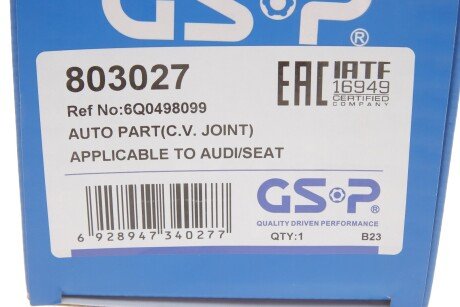 GSP®
803027
EAC IATF
16949
CERTIFIED
COMPANY
Ref No:6Q0498099
AUTO PART(C.V. JOINT)
APPLICABLE TO AUDI/SEAT
GSP®
QUALITY DRIVEN PERFORMANCE
6 928947 340277
QTY:1 B23